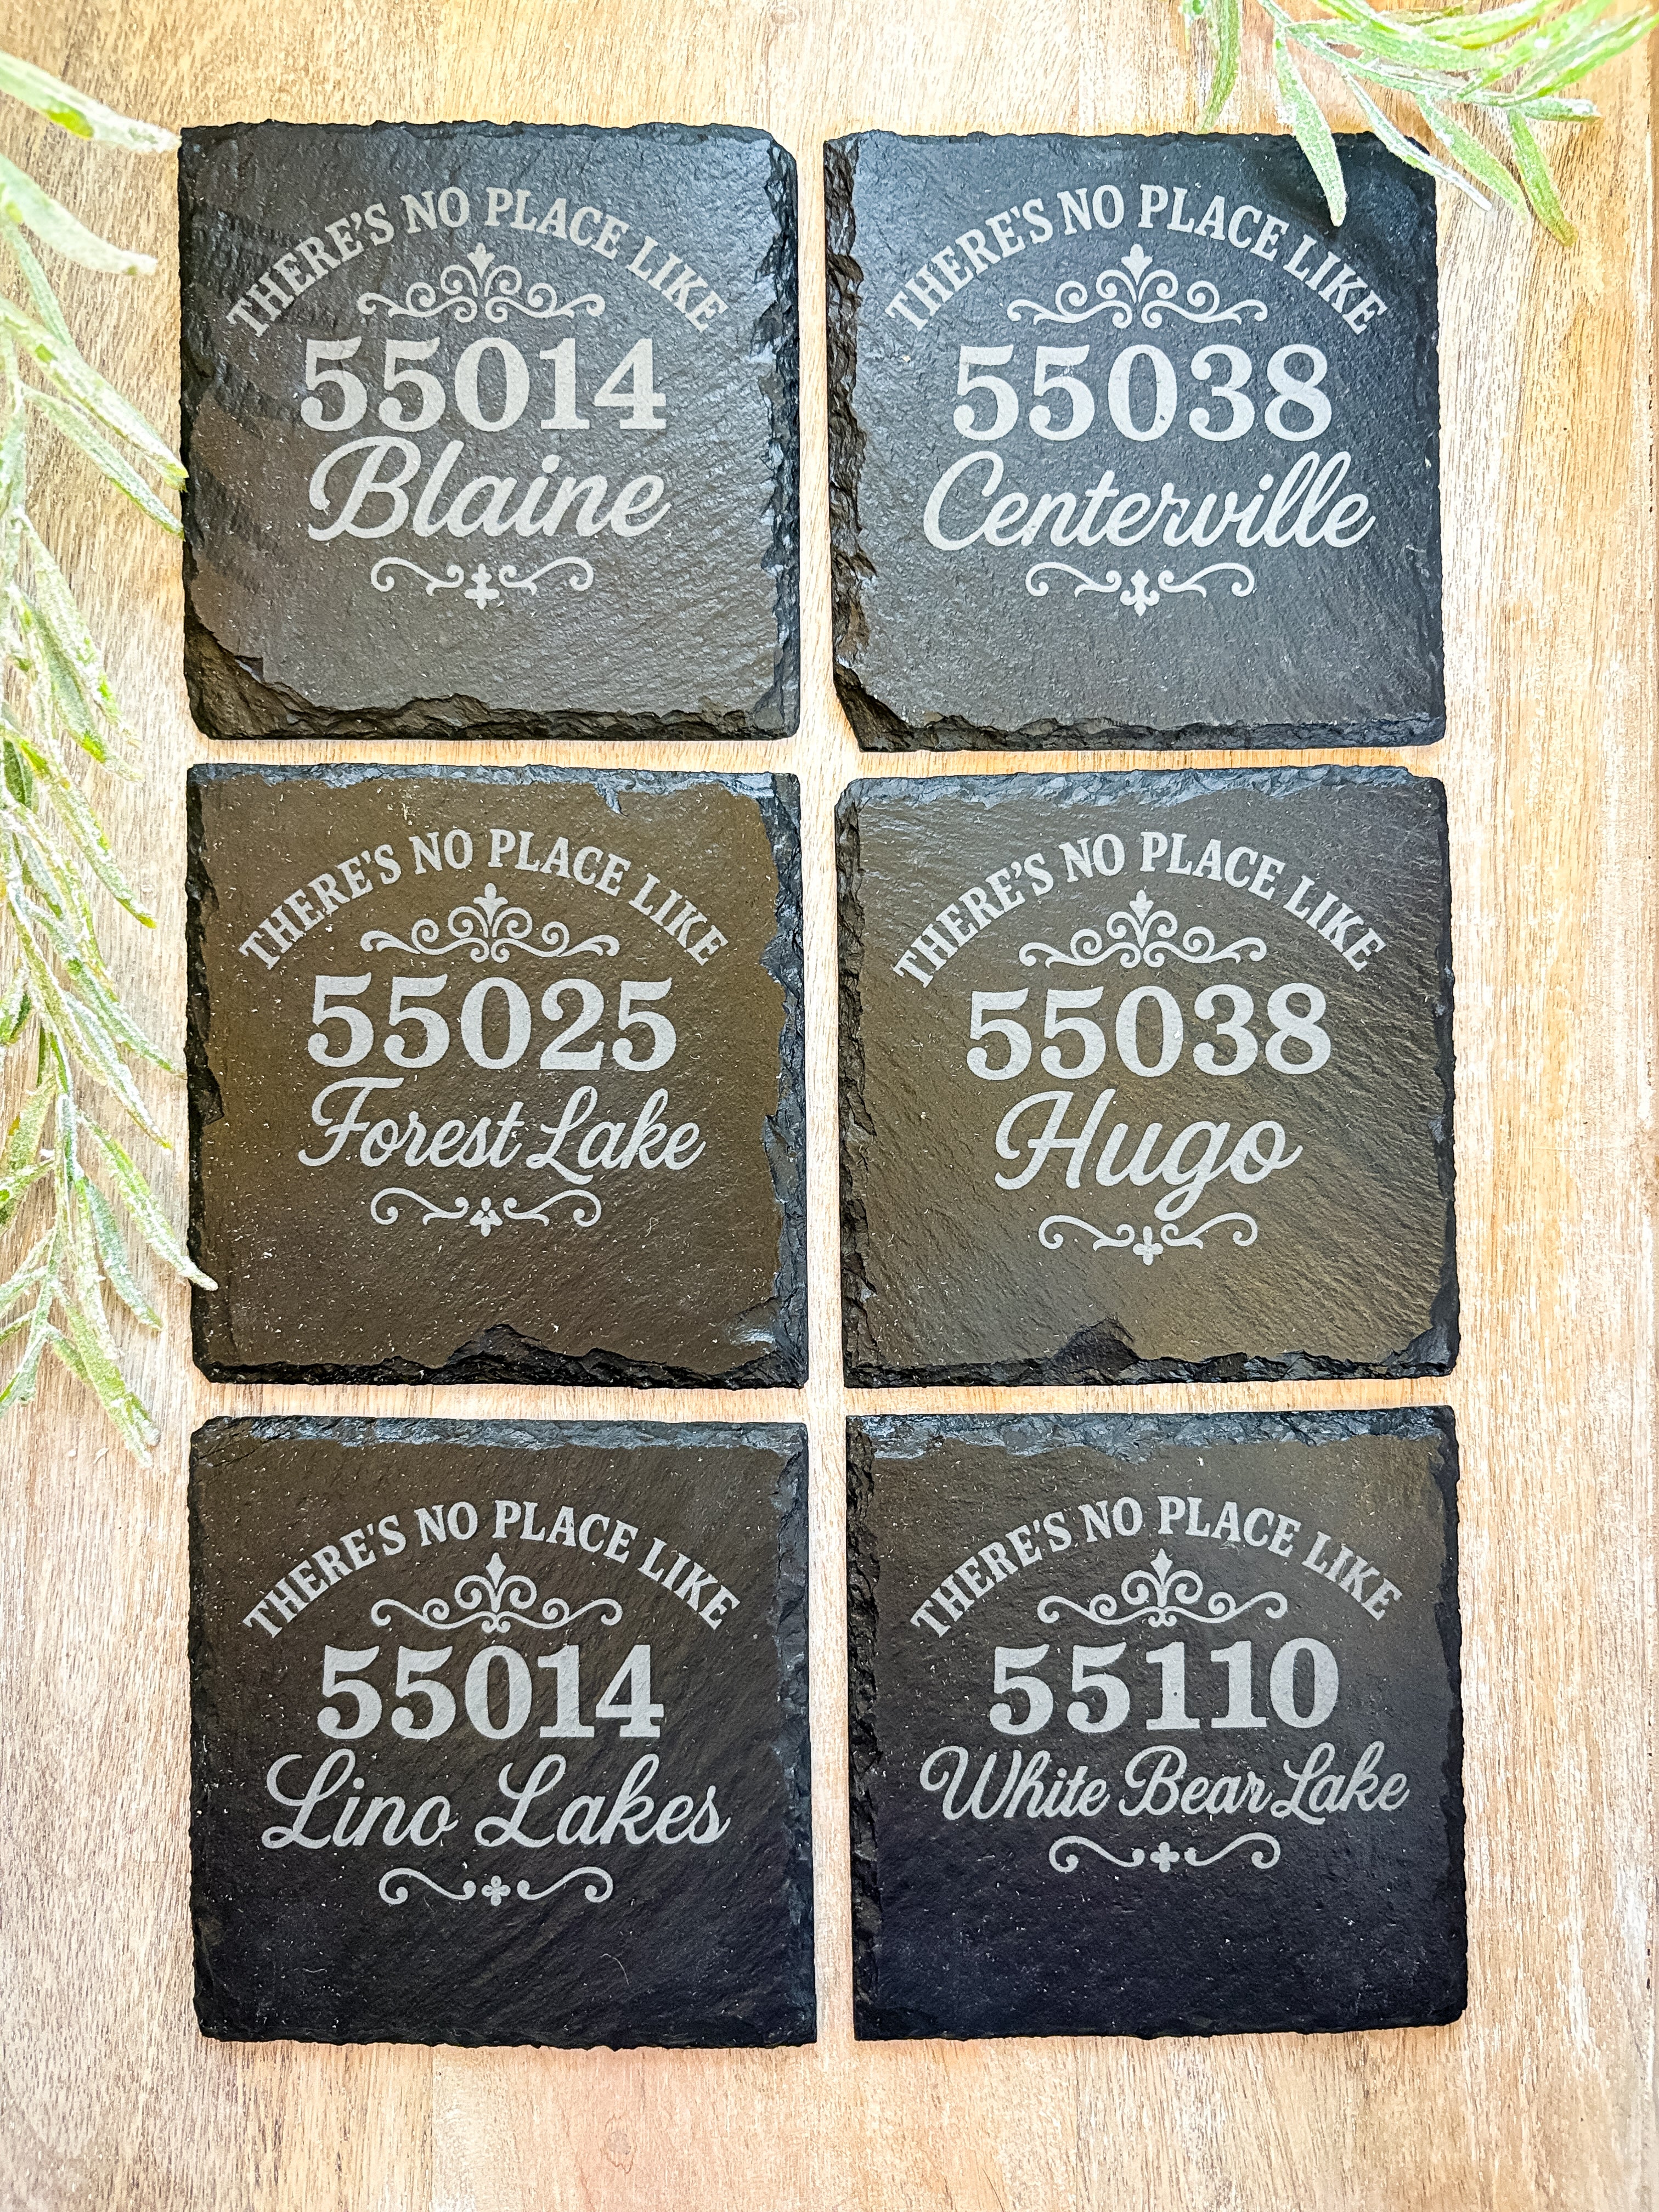 THERE'S NO PLACE LIKE
55014
Blaine
THERE'S NO PLACE LIKE
55038
Centerville
THERE'S NO PLACE LIKE
55025
Forest Lake
THERE'S NO PLACE LIKE
55038
Hugo
THERE'S NO PLACE LIKE
55014
Lino Lakes
THERE'S NO PLACE LIKE
55110
White Bear Lake